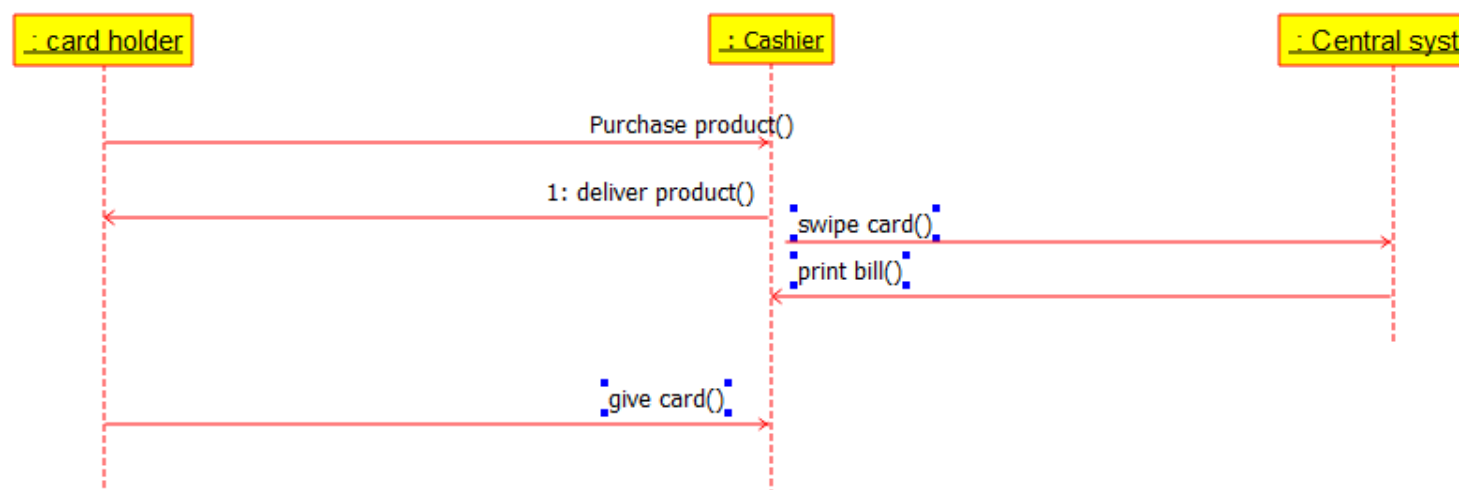 : card holder
: Cashier
: Central syst
Purchase product()
1: deliver product()
swipe card()
print bill()
give card()